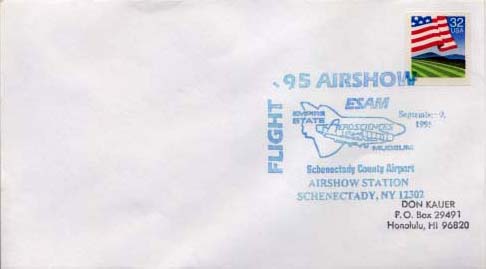 32
USA
FLIGHT '95 AIRSHOW
ESAM
EMPIRE STATE
AEROSCIENCES
MUSEUM
September 9,
1995
Schenectady County Airport
AIRSHOW STATION
SCHENECTADY, NY 12302
DON KAUER
P.O. Box 29491
Honolulu, HI 96820